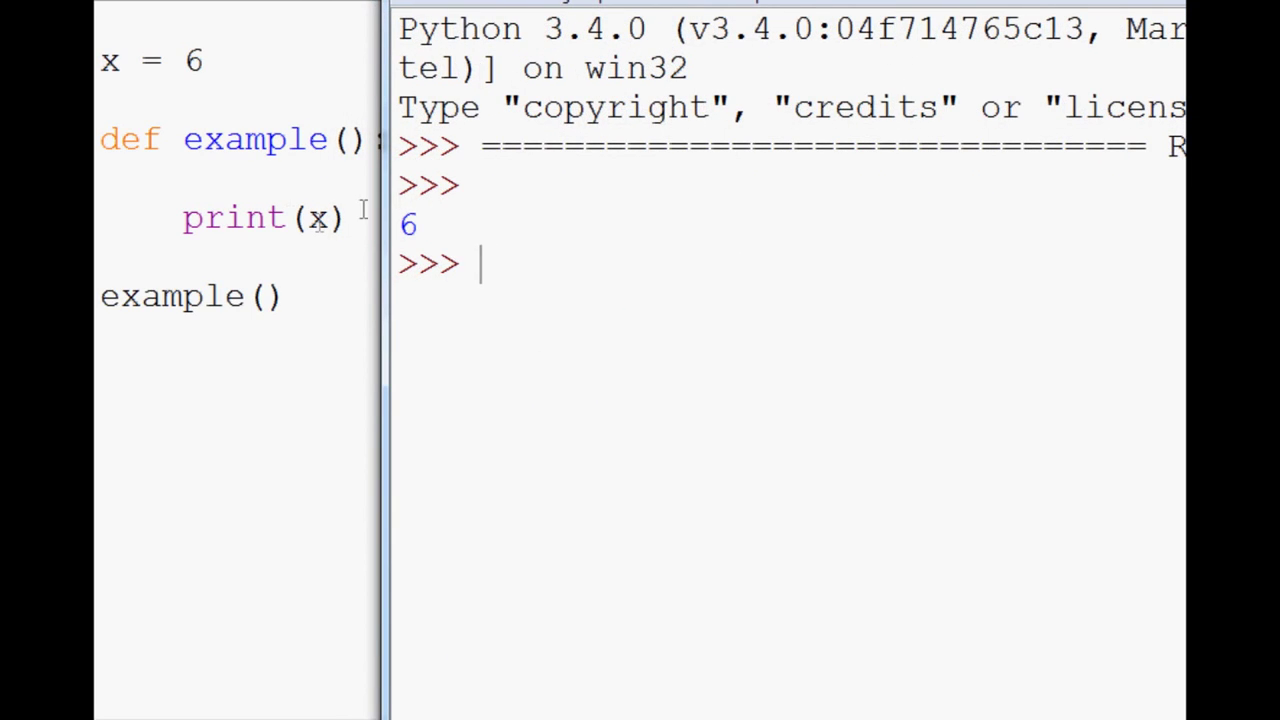 x = 6
def example():
print(x)
example()
Python 3.4.0 (v3.4.0:04f714765c13, Mar
tel)] on win32
Type "copyright", "credits" or "licens
>>> ================================ R
>>>
6
>>>